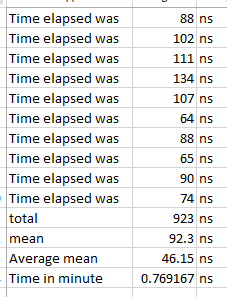 Time elapsed was 88 ns
Time elapsed was 102 ns
Time elapsed was 111 ns
Time elapsed was 134 ns
Time elapsed was 107 ns
Time elapsed was 64 ns
Time elapsed was 88 ns
Time elapsed was 65 ns
Time elapsed was 90 ns
Time elapsed was 74 ns
total 923 ns
mean 92.3 ns
Average mean 46.15 ns
Time in minute 0.769167 ns